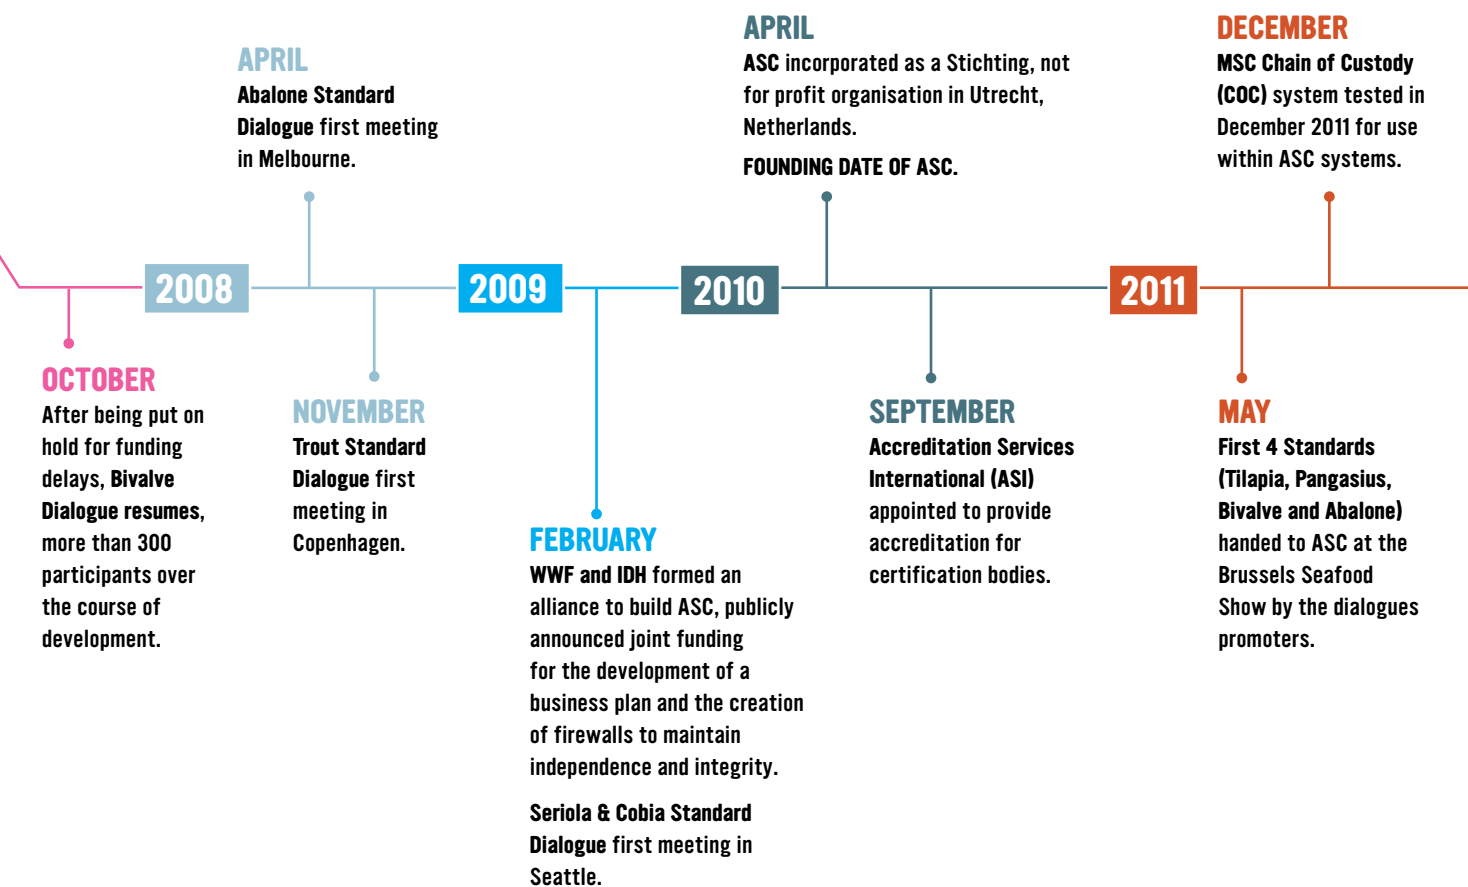 OCTOBER
After being put on
hold for funding
delays, Bivalve
Dialogue resumes,
more than 300
participants over
the course of
development.
2008
APRIL
Abalone Standard
Dialogue first meeting
in Melbourne.
NOVEMBER
Trout Standard
Dialogue first
meeting in
Copenhagen.
2009
FEBRUARY
WWF and IDH formed an
alliance to build ASC, publicly
announced joint funding
for the development of a
business plan and the creation
of firewalls to maintain
independence and integrity.
Seriola & Cobia Standard
Dialogue first meeting in
Seattle.
2010
APRIL
ASC incorporated as a Stichting, not
for profit organisation in Utrecht,
Netherlands.
FOUNDING DATE OF ASC.
SEPTEMBER
Accreditation Services
International (ASI)
appointed to provide
accreditation for
certification bodies.
2011
MAY
First 4 Standards
(Tilapia, Pangasius,
Bivalve and Abalone)
handed to ASC at the
Brussels Seafood
Show by the dialogues
promoters.
DECEMBER
MSC Chain of Custody
(COC) system tested in
December 2011 for use
within ASC systems.